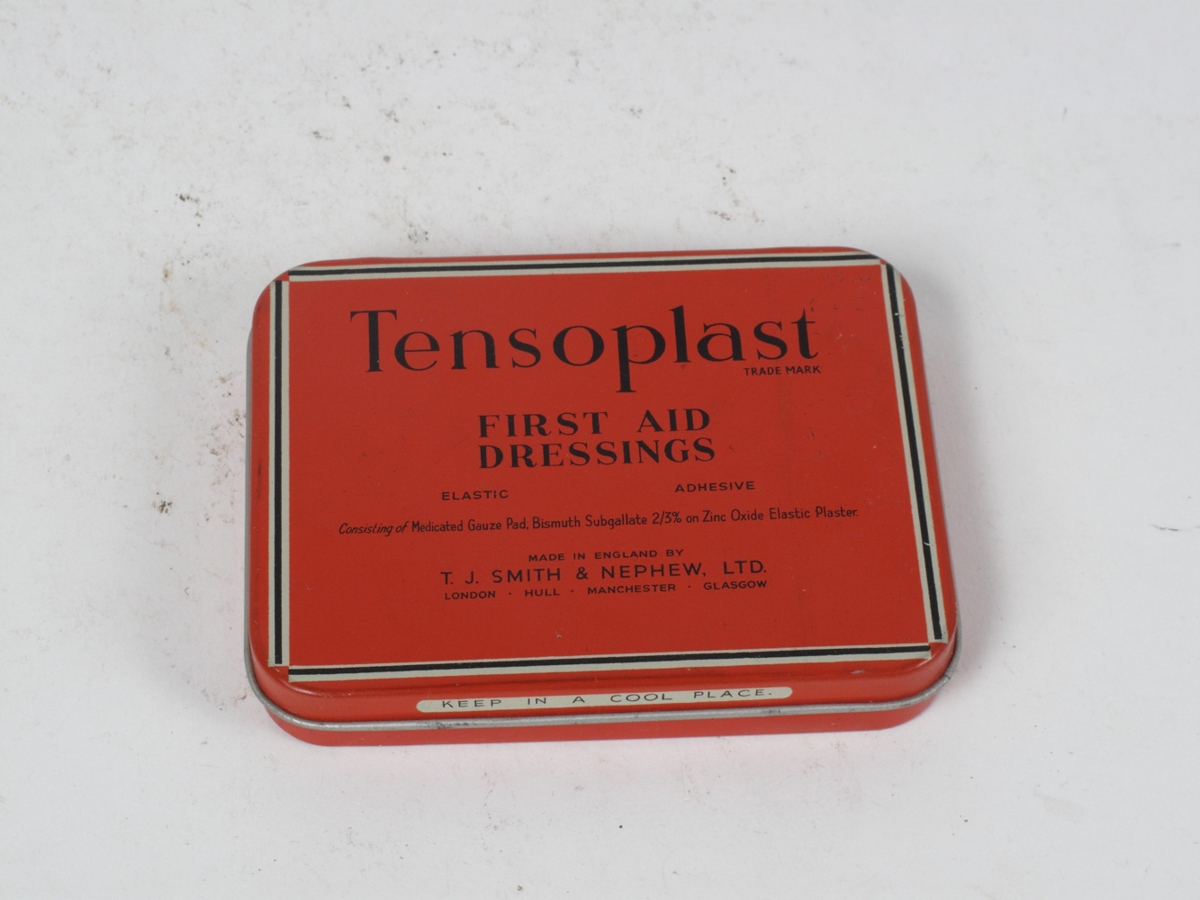 Tensoplast
TRADE MARK
FIRST AID
DRESSINGS
ELASTIC ADHESIVE
Consisting of Medicated Gauze Pad, Bismuth Subgallate 2/3% on Zinc Oxide Elastic Plaster.
MADE IN ENGLAND BY
T. J. SMITH & NEPHEW, LTD.
LONDON · HULL · MANCHESTER · GLASGOW
KEEP IN A COOL PLACE.